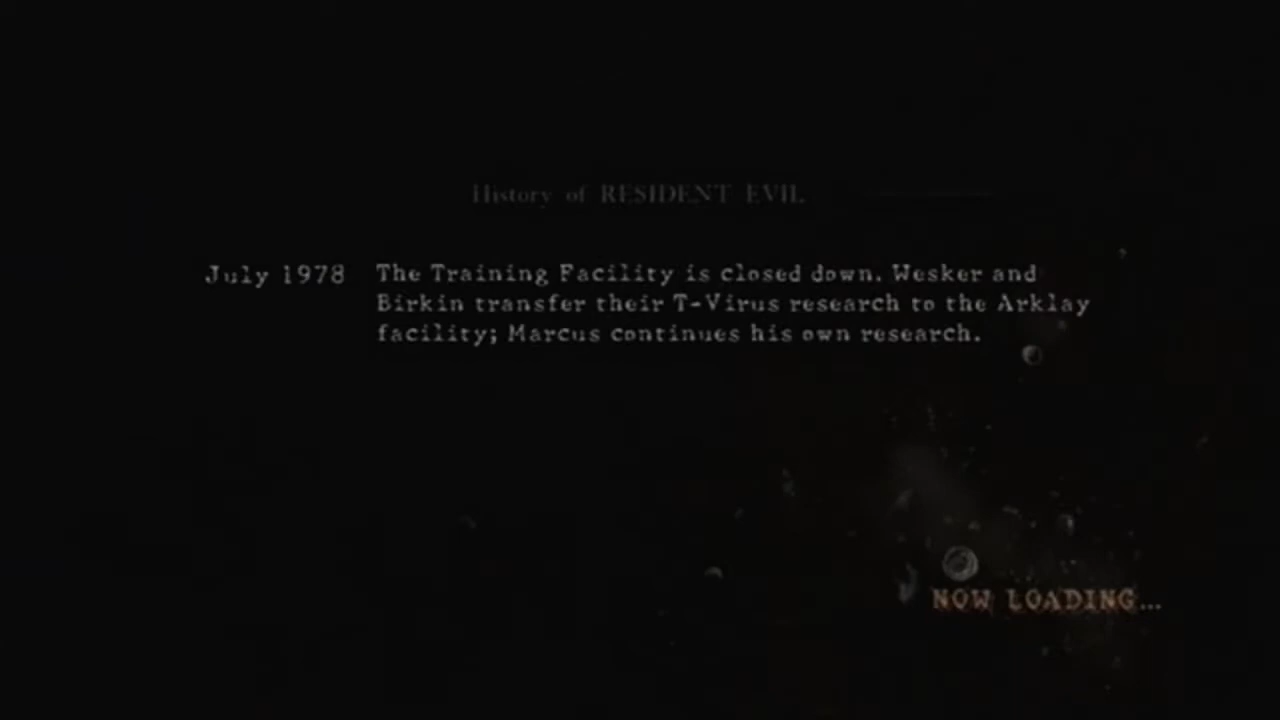 History of RESIDENT EVIL
July 1978 The Training Facility is closed down. Wesker and
Birkin transfer their T-Virus research to the Arklay
facility; Marcus continues his own research.
NOW LOADING...